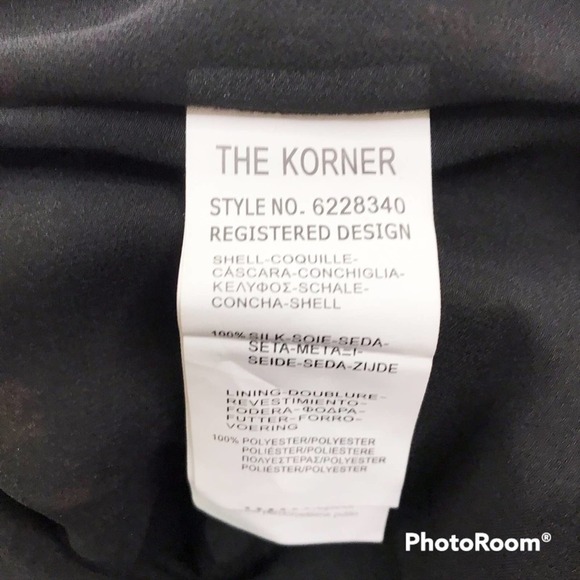 THE KORNER
STYLE NO. 6228340
REGISTERED DESIGN
SHELL-COQUILLE-
CÁSCARA-CONCHIGLIA-
ΚΕΛΥΦΟΣ-SCHALE-
CONCHA-SHELL
100% SILK-SOIE-SEDA-
SETA-
SEIDE-SEDA-ZIJDE
LINING-DOUBLURE-
REVESTIMIENTO-
FODERA-ΦΟΔΡΑ-
FUTTER-FORRO-
VOERING
100% POLYESTER/POLYESTER
POLIÉSTER/POLIESTERE
ΠΟΛΥΕΣΤΕΡΑΣ/POLYESTER
POLIÉSTER/POLYESTER
PhotoRoom®